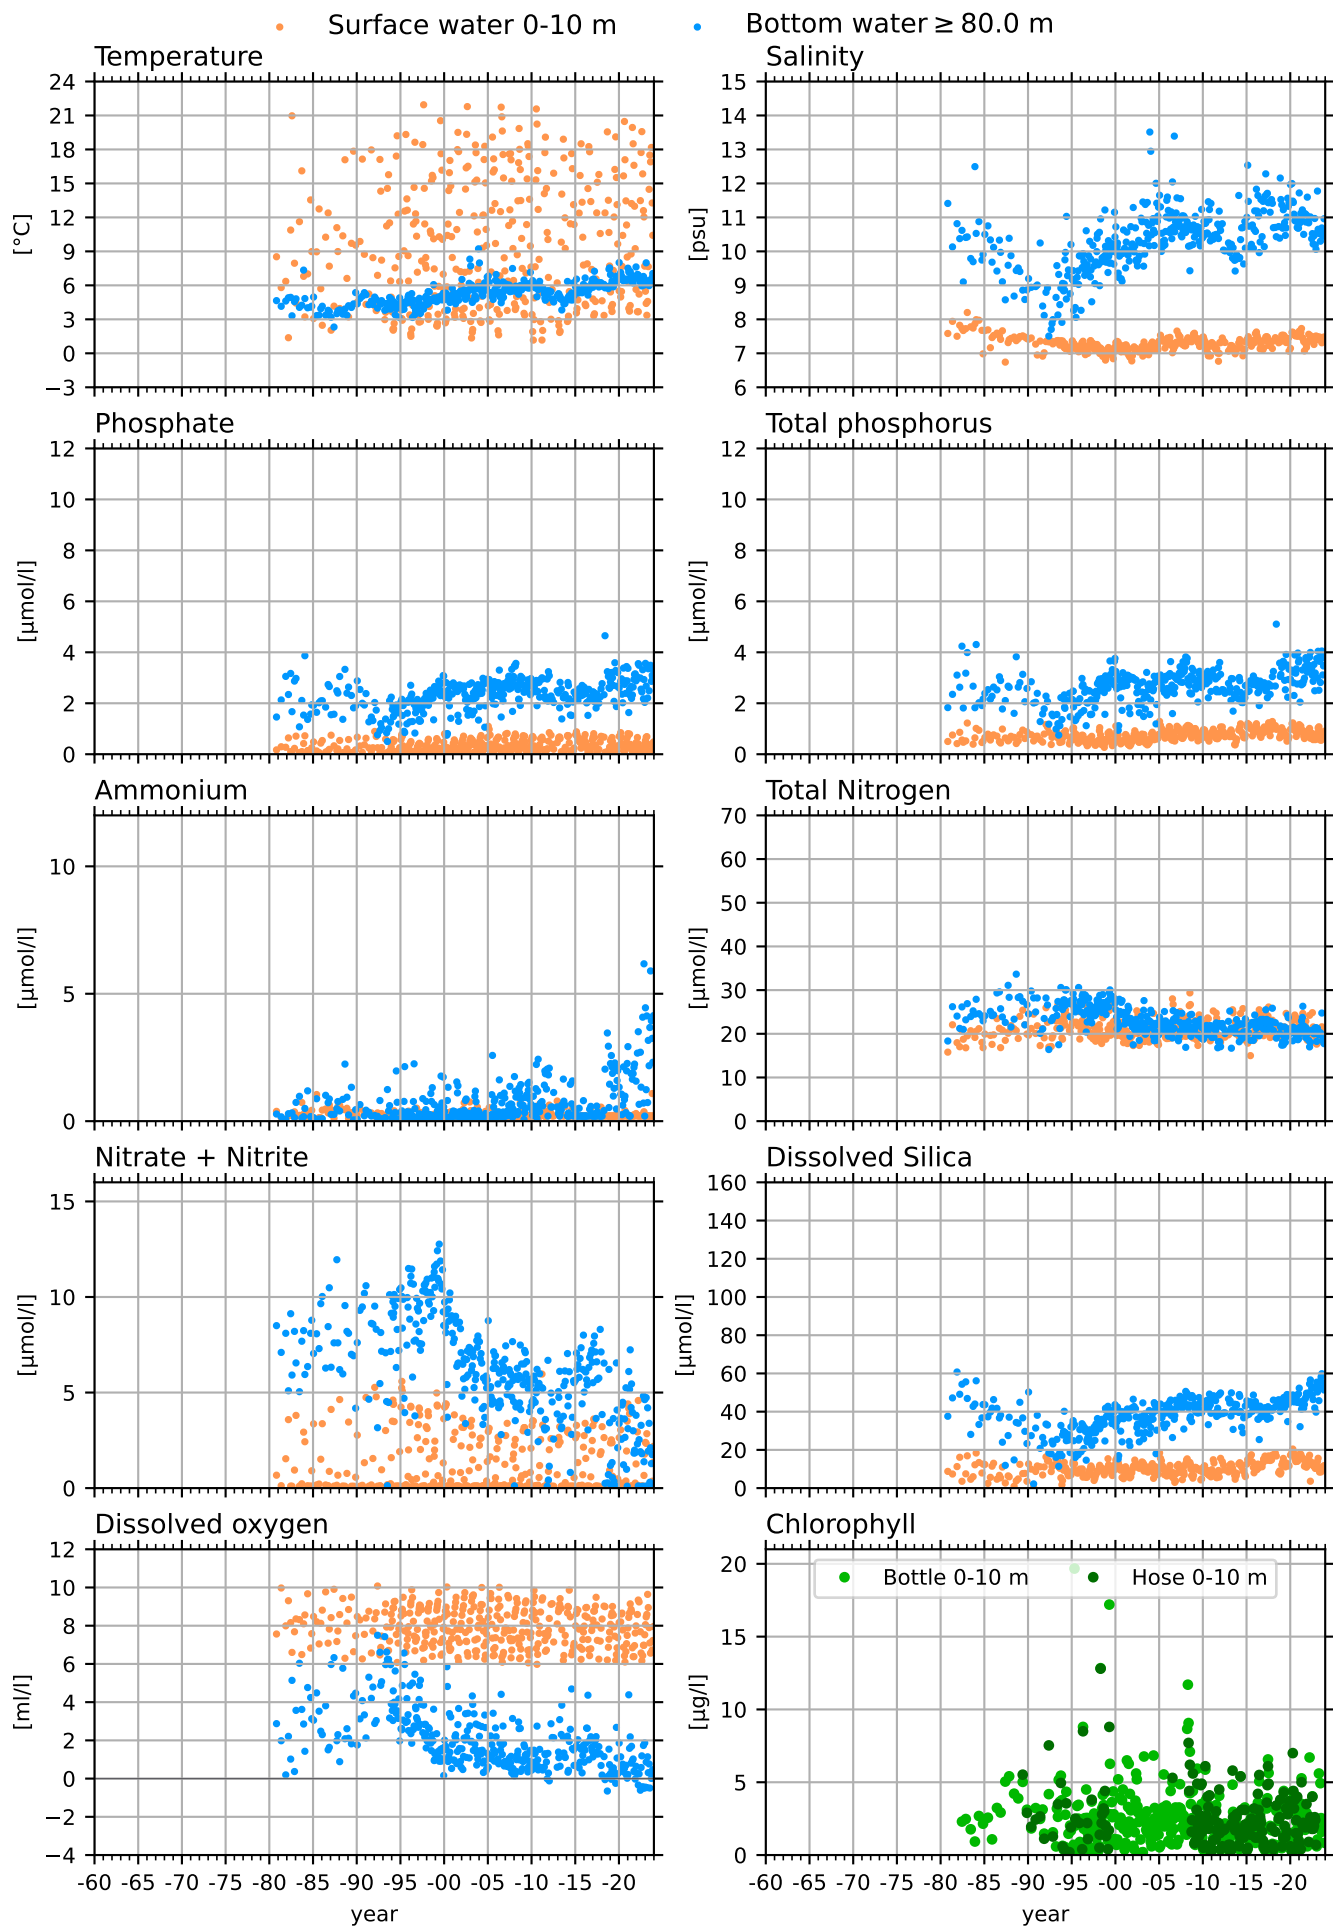 Surface water 0-10 m Bottom water ≥ 80.0 m
Temperature Salinity
24 21 18 15 12 9 6 3 0 −3
[°C]
15 14 13 12 11 10 9 8 7 6
[psu]
Phosphate Total phosphorus
12 10 8 6 4 2 0
[μmol/l]
12 10 8 6 4 2 0
[μmol/l]
Ammonium Total Nitrogen
10 5 0
[μmol/l]
70 60 50 40 30 20 10 0
[μmol/l]
Nitrate + Nitrite Dissolved Silica
15 10 5 0
[μmol/l]
160 140 120 100 80 60 40 20 0
[μmol/l]
Dissolved oxygen Chlorophyll
12 10 8 6 4 2 0 −2 −4
[ml/l]
20 15 10 5 0
[μg/l]
Bottle 0-10 m Hose 0-10 m
-60 -65 -70 -75 -80 -85 -90 -95 -00 -05 -10 -15 -20
-60 -65 -70 -75 -80 -85 -90 -95 -00 -05 -10 -15 -20
year year